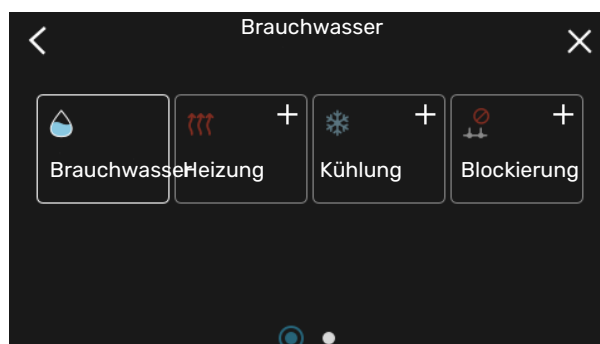 Brauchwasser
Brauchwasser
Heizung
Kühlung
Blockierung